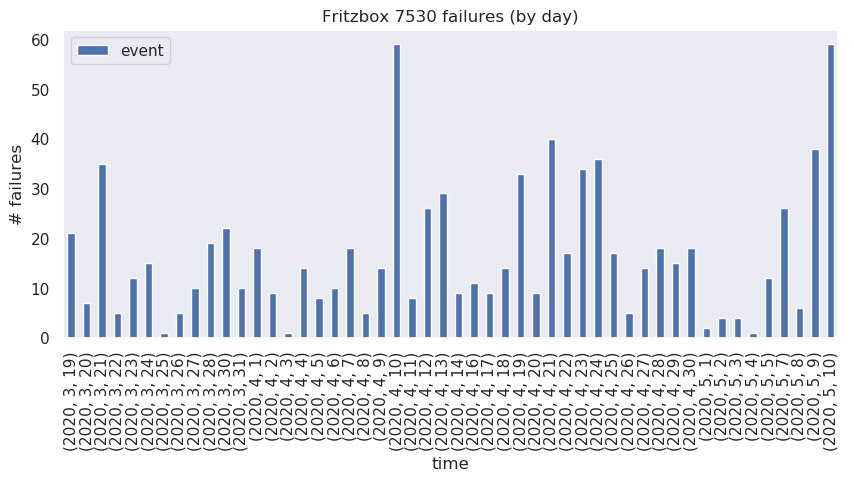 Fritzbox 7530 failures (by day)
event
# failures
60
50
40
30
20
10
0
(2020, 3, 19)
(2020, 3, 20)
(2020, 3, 21)
(2020, 3, 22)
(2020, 3, 23)
(2020, 3, 24)
(2020, 3, 25)
(2020, 3, 26)
(2020, 3, 27)
(2020, 3, 28)
(2020, 3, 30)
(2020, 3, 31)
(2020, 4, 1)
(2020, 4, 2)
(2020, 4, 3)
(2020, 4, 4)
(2020, 4, 5)
(2020, 4, 6)
(2020, 4, 7)
(2020, 4, 8)
(2020, 4, 9)
(2020, 4, 10)
(2020, 4, 11)
(2020, 4, 12)
(2020, 4, 13)
(2020, 4, 14)
(2020, 4, 16)
(2020, 4, 17)
(2020, 4, 18)
(2020, 4, 19)
(2020, 4, 20)
(2020, 4, 21)
(2020, 4, 22)
(2020, 4, 23)
(2020, 4, 24)
(2020, 4, 25)
(2020, 4, 26)
(2020, 4, 27)
(2020, 4, 28)
(2020, 4, 29)
(2020, 4, 30)
(2020, 5, 1)
(2020, 5, 2)
(2020, 5, 3)
(2020, 5, 4)
(2020, 5, 5)
(2020, 5, 7)
(2020, 5, 8)
(2020, 5, 9)
(2020, 5, 10)
time